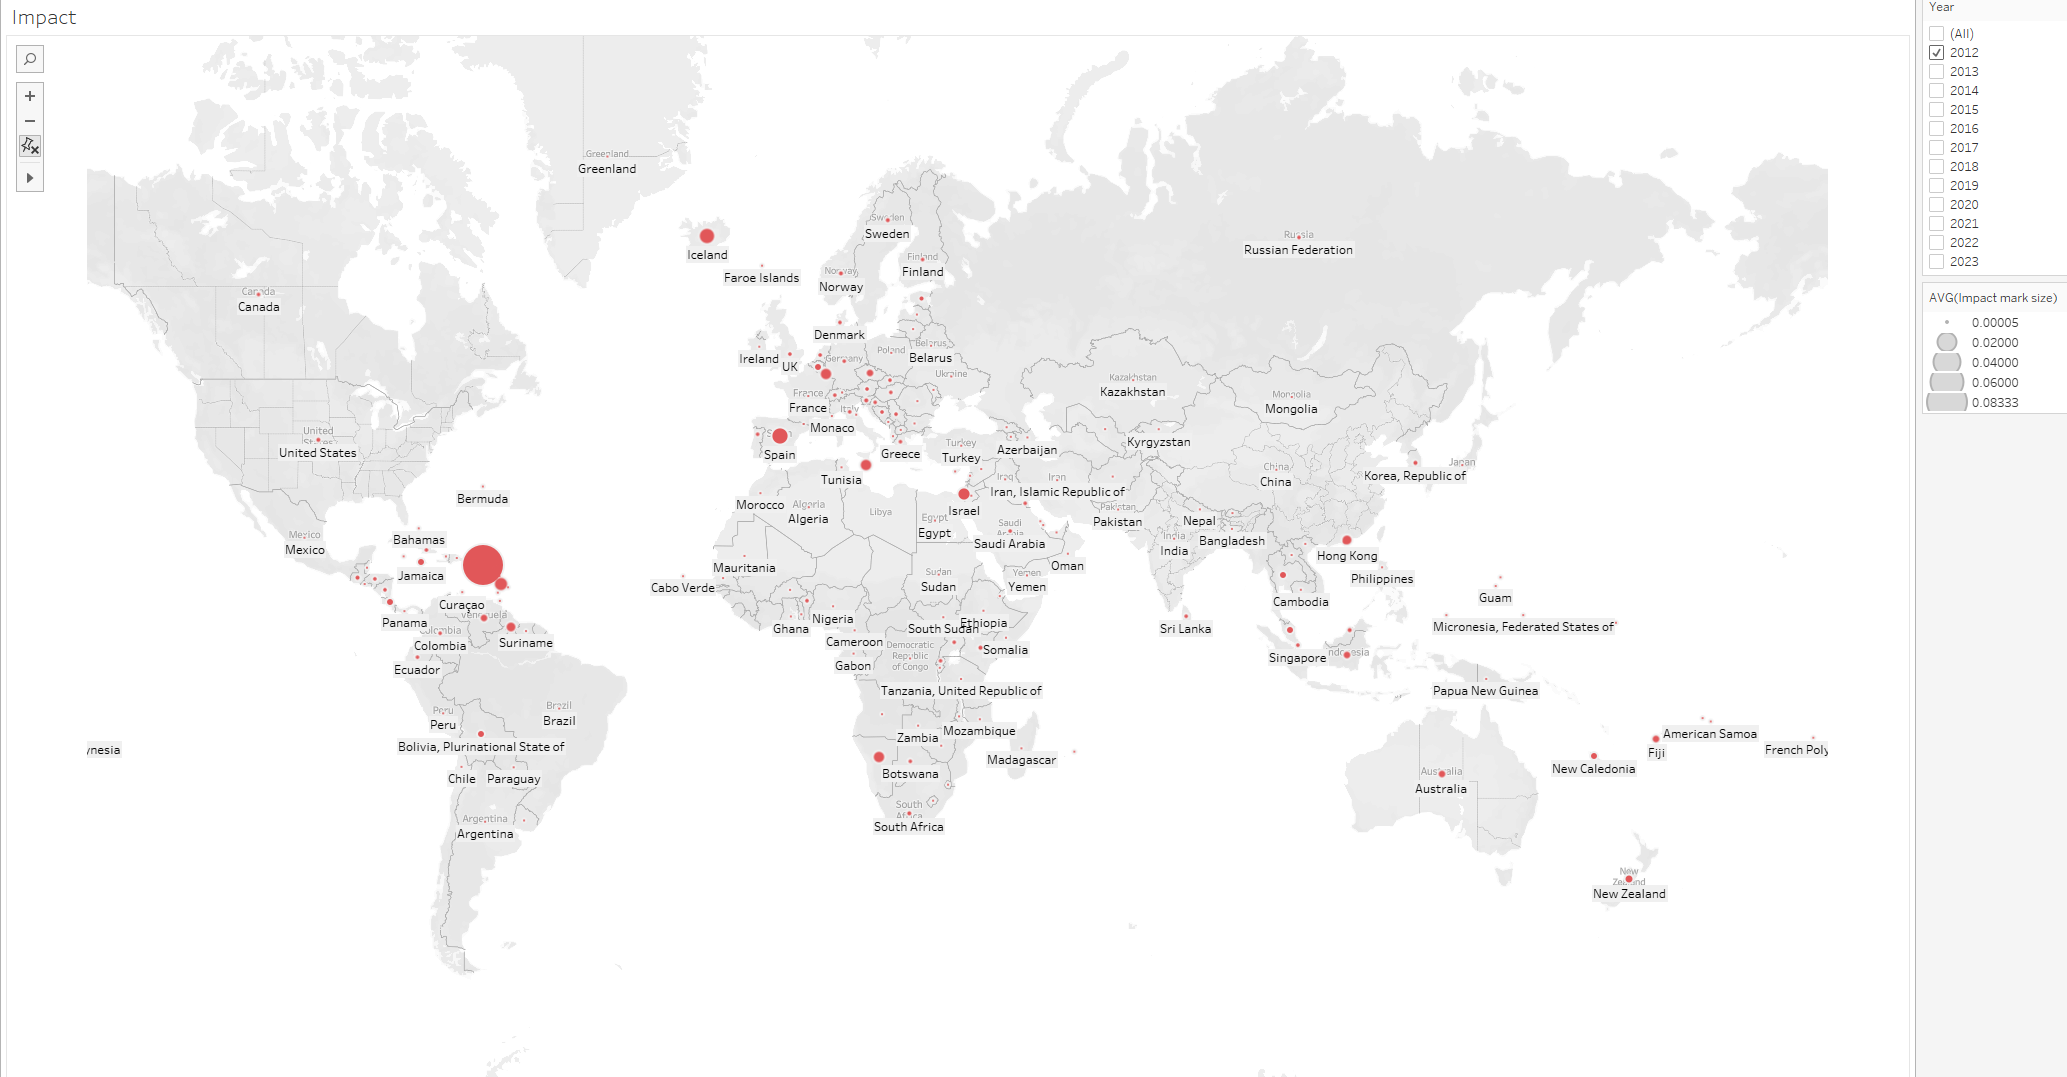 Impact
Year
(All)
2012
2013
2014
2015
2016
2017
2018
2019
2020
2021
2022
2023
AVG(Impact mark size)
0.00005
0.02000
0.04000
0.06000
0.08333
Greenland
Greenland
Sweden
Sweden
Iceland
Russia
Russian Federation
Faroe Islands
Finland
Finland
Norway
Norway
Canada
Canada
Denmark
Ireland
UK
Germany
Poland
Belarus
Belarus
Ukraine
Kazakhstan
Kazakhstan
Mongolia
Mongolia
France
France
Italy
Monaco
Spain
Greece
Turkey
Turkey
Azerbaijan
Kyrgyzstan
United
States
United States
Korea, Republic of
Japan
China
China
Tunisia
Iraq
Iran
Iran, Islamic Republic of
Bermuda
Morocco
Algeria
Algeria
Libya
Israel
Egypt
Egypt
Pakistan
Pakistan
Nepal
Saudi
Arabia
Saudi Arabia
India
India
Bangladesh
Mexico
Mexico
Bahamas
Hong Kong
Jamaica
Mauritania
Oman
Philippines
Cabo Verde
Sudan
Sudan
Yemen
Yemen
Guam
Curaçao
Venezuela
Cambodia
Panama
Ghana
Nigeria
South Sudan
Ethiopia
Sri Lanka
Micronesia, Federated States of
Colombia
Colombia
Suriname
Cameroon
Democratic
Republic
of Congo
Somalia
Singapore
Indonesia
Ecuador
Gabon
Tanzania, United Republic of
Papua New Guinea
Peru
Peru
Brazil
Brazil
Zambia
Mozambique
American Samoa
Bolivia, Plurinational State of
ynesia
Madagascar
Fiji
French Poly
New Caledonia
Chile
Paraguay
Botswana
Australia
Australia
South
Africa
South Africa
Argentina
Argentina
New
Zealand
New Zealand